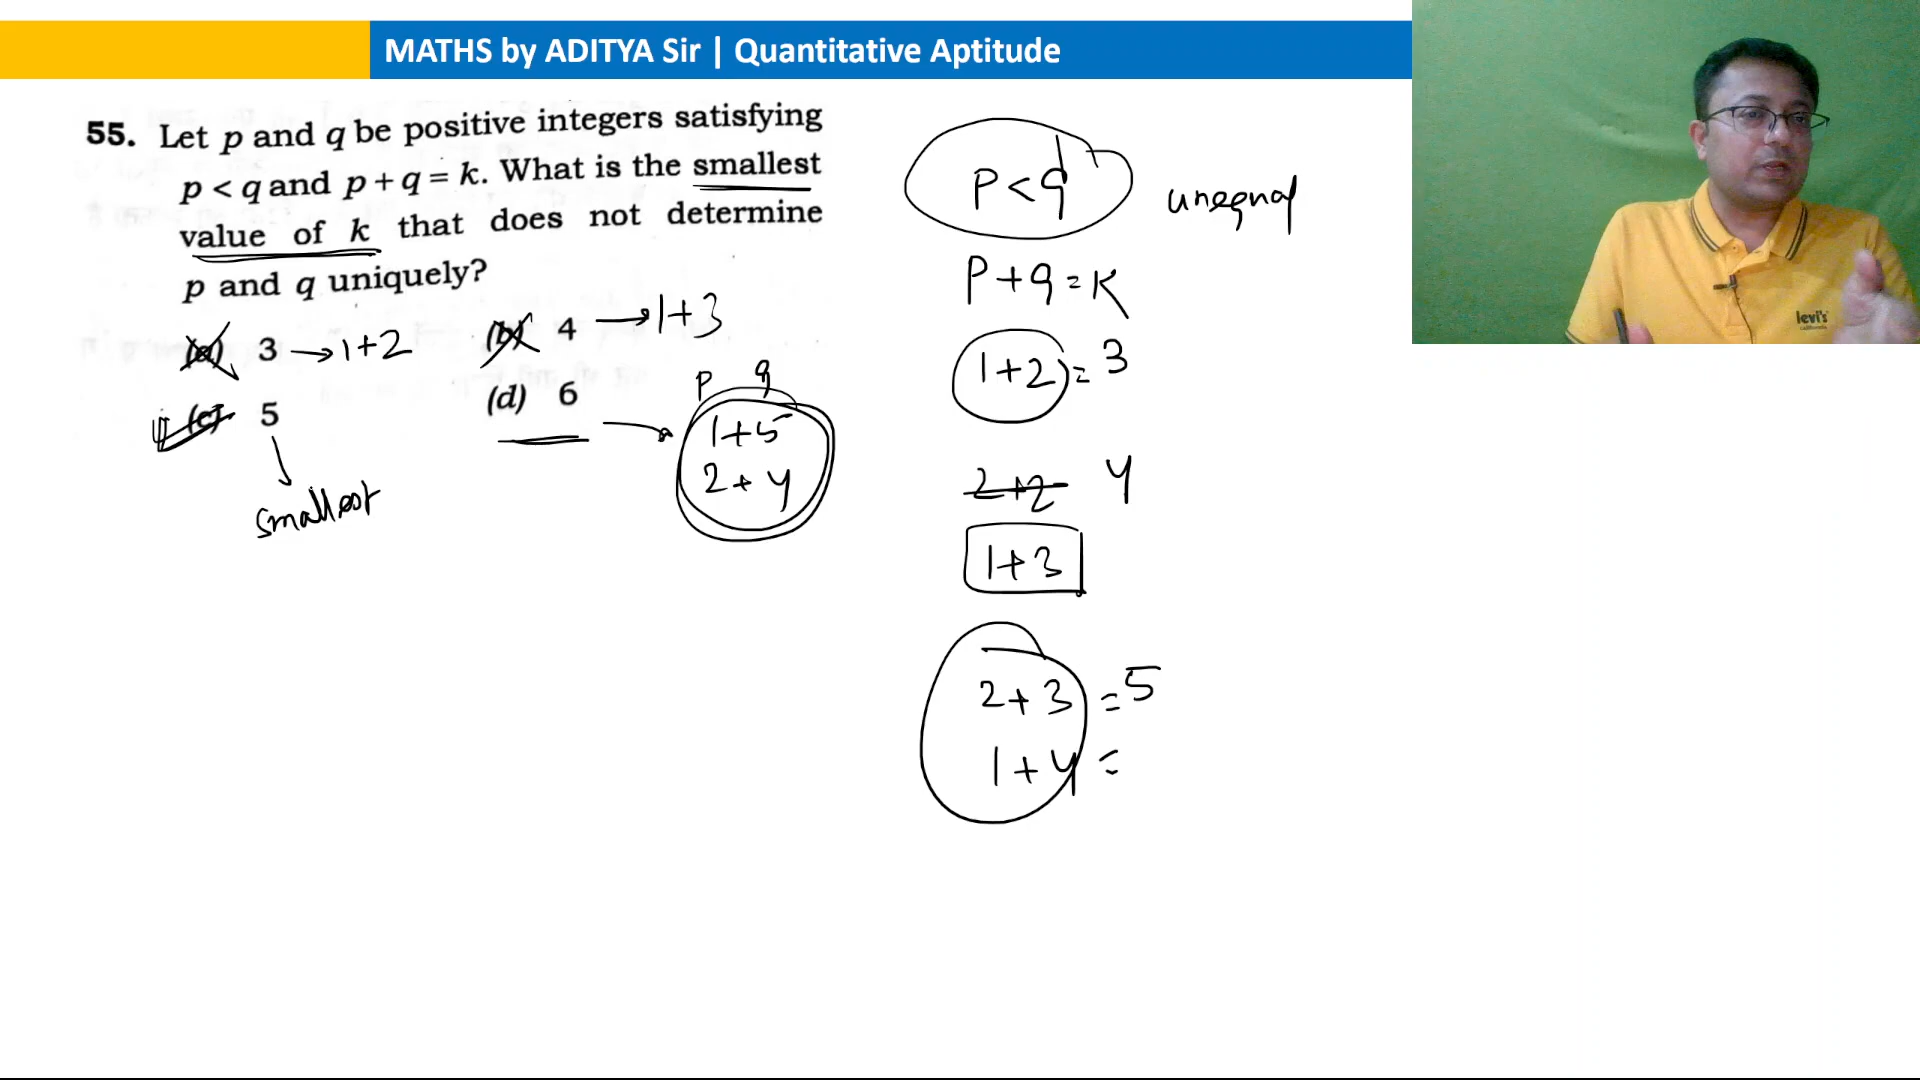 MATHS by ADITYA Sir | Quantitative Aptitude
55. Let p and q be positive integers satisfying
p < q and p + q = k. What is the smallest
value of k that does not determine
p and q uniquely?
(a) 3 → 1+2
(b) 4 → 1+3
(c) 5
(d) 6
smallest
p q
1+5
2+4
p<q
unequal
p+q=k
1+2=3
2+2 4
1+3
2+3=5
1+4=
levi's